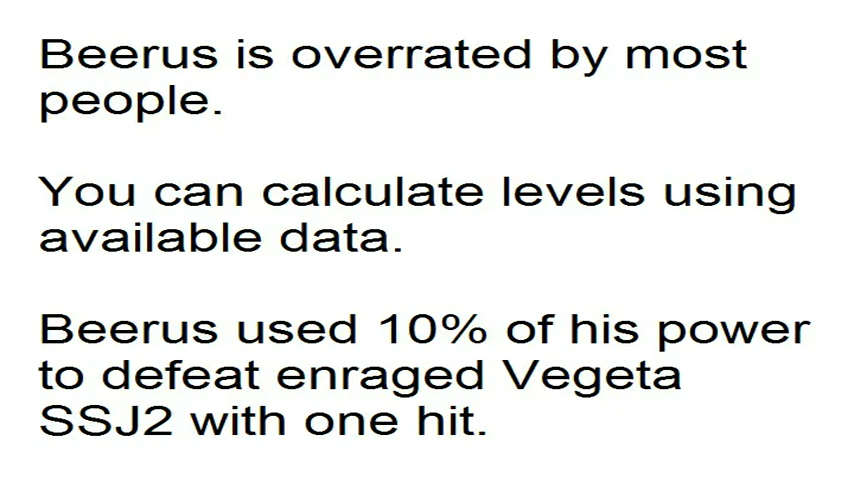 Beerus is overrated by most
people.
You can calculate levels using
available data.
Beerus used 10% of his power
to defeat enraged Vegeta
SSJ2 with one hit.